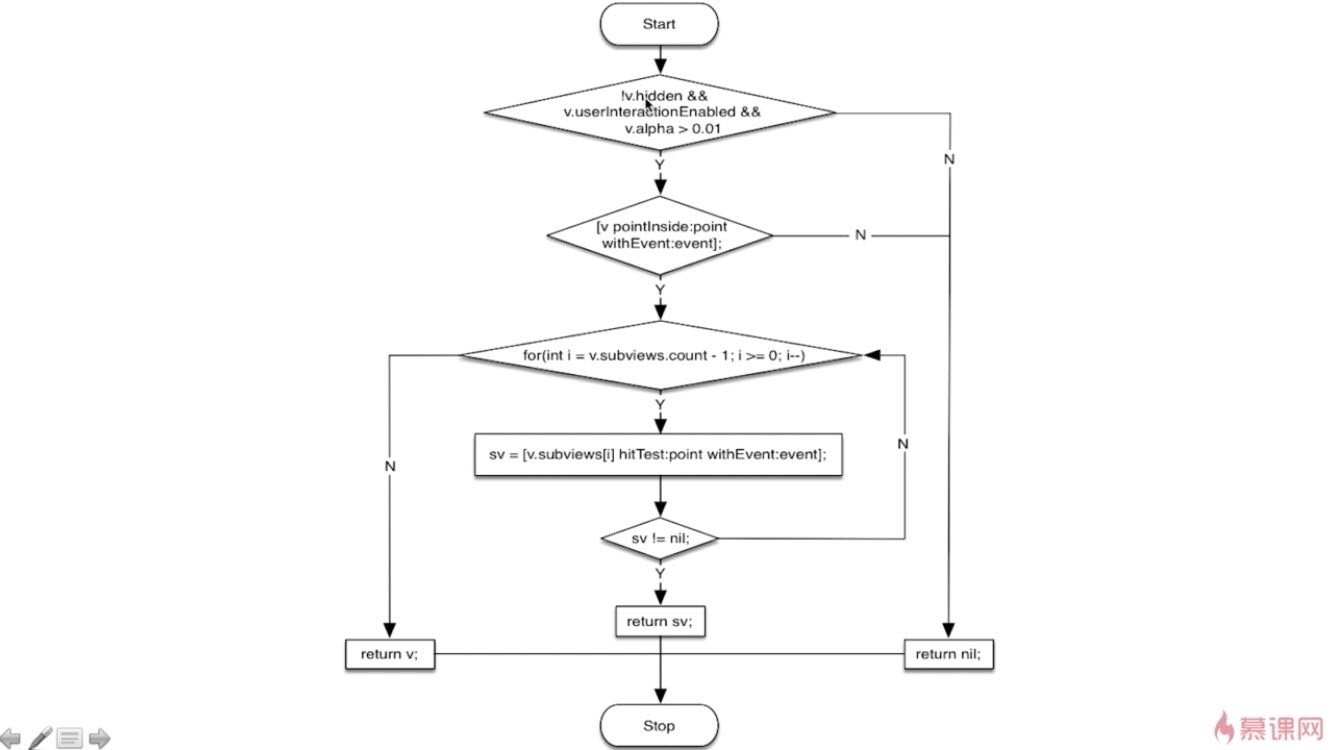 Start
!v.hidden &&
v.userInteractionEnabled &&
v.alpha > 0.01
N
Y
[v pointInside:point
withEvent:event];
N
Y
for(int i = v.subviews.count - 1; i >= 0; i--)
Y
N
sv = [v.subviews[i] hitTest:point withEvent:event];
N
sv != nil;
Y
return sv;
return v;
return nil;
Stop
慕课网